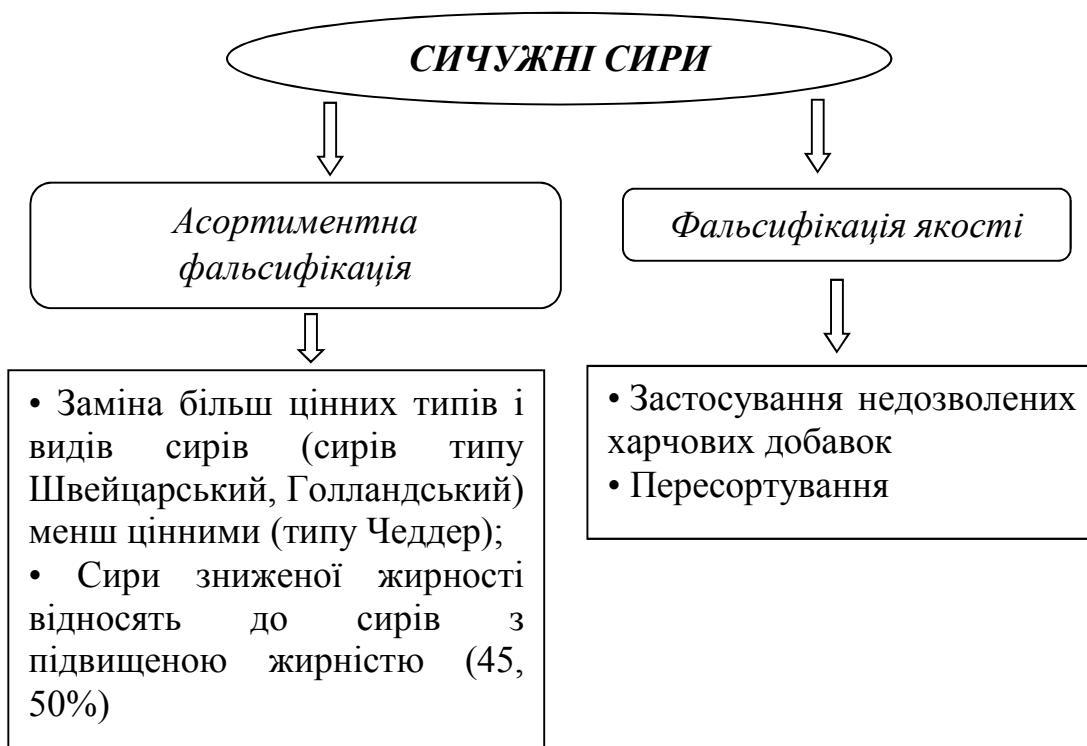 СИЧУЖНІ СИРИ
Асортиментна
фальсифікація
Фальсифікація якості
• Заміна більш цінних типів і
видів сирів (сирів типу
Швейцарський, Голландський)
менш цінними (типу Чеддер);
• Сири зниженої жирності
відносять до сирів з
підвищеною жирністю (45,
50%)
• Застосування недозволених
харчових добавок
• Пересортування